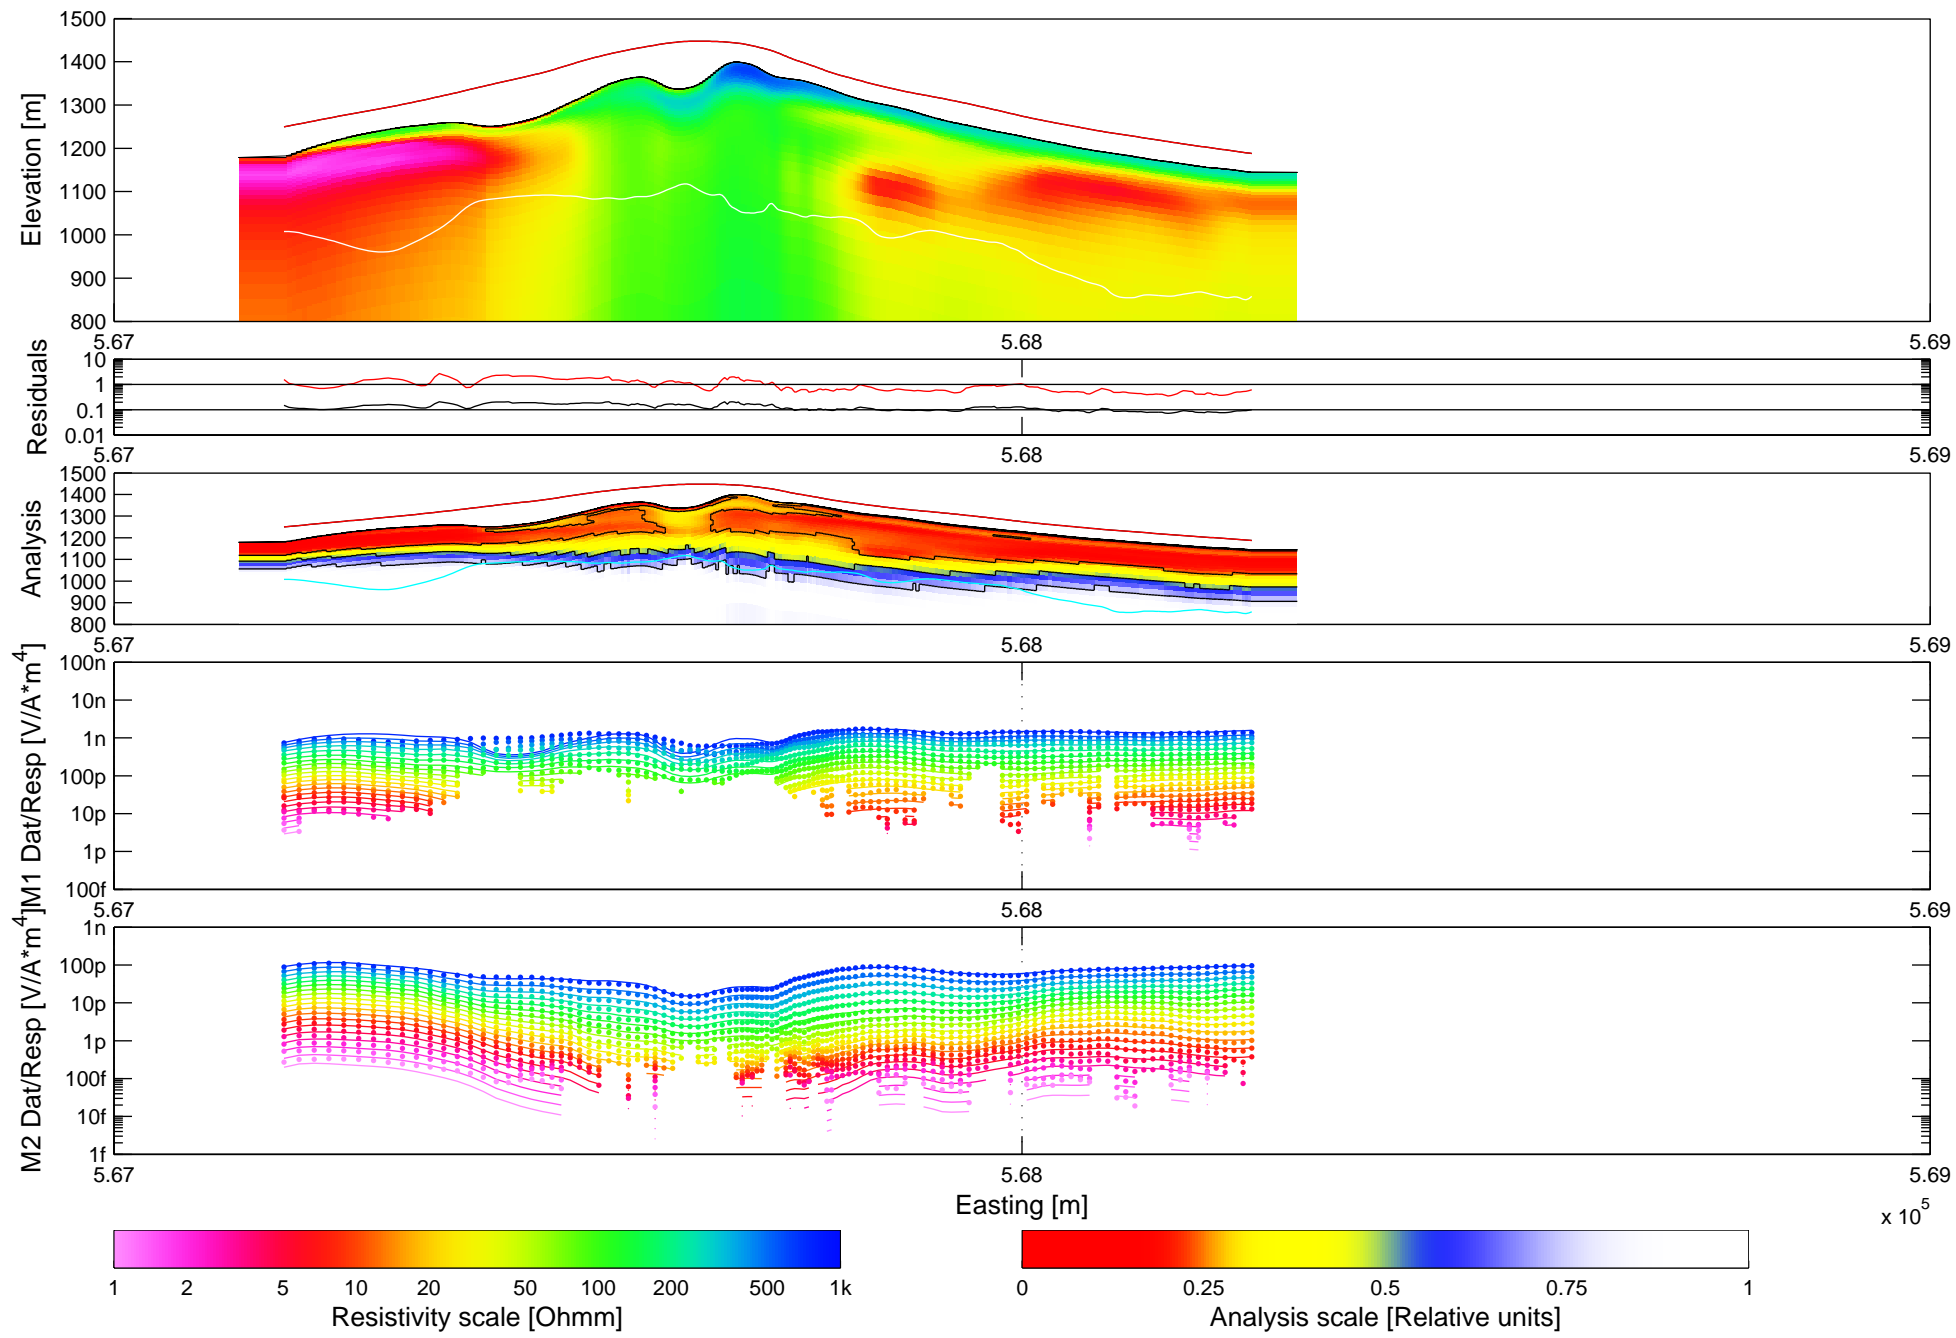 1500
1400
1300
1200
1100
1000
900
800
Elevation [m]
5.67
5.68
5.69
10
1
0.1
0.01
Residuals
5.67
5.68
5.69
1500
1400
1300
1200
1100
1000
900
800
Analysis
5.67
5.68
5.69
100n
10n
1n
100p
10p
1p
100f
M1 Dat/Resp [V/A*m^4]
5.67
5.68
5.69
1n
100p
10p
1p
100f
10f
1f
M2 Dat/Resp [V/A*m^4]
5.67
5.68
5.69
Easting [m]
x 10^5
1 2 5 10 20 50 100 200 500 1k
Resistivity scale [Ohmm]
0 0.25 0.5 0.75 1
Analysis scale [Relative units]